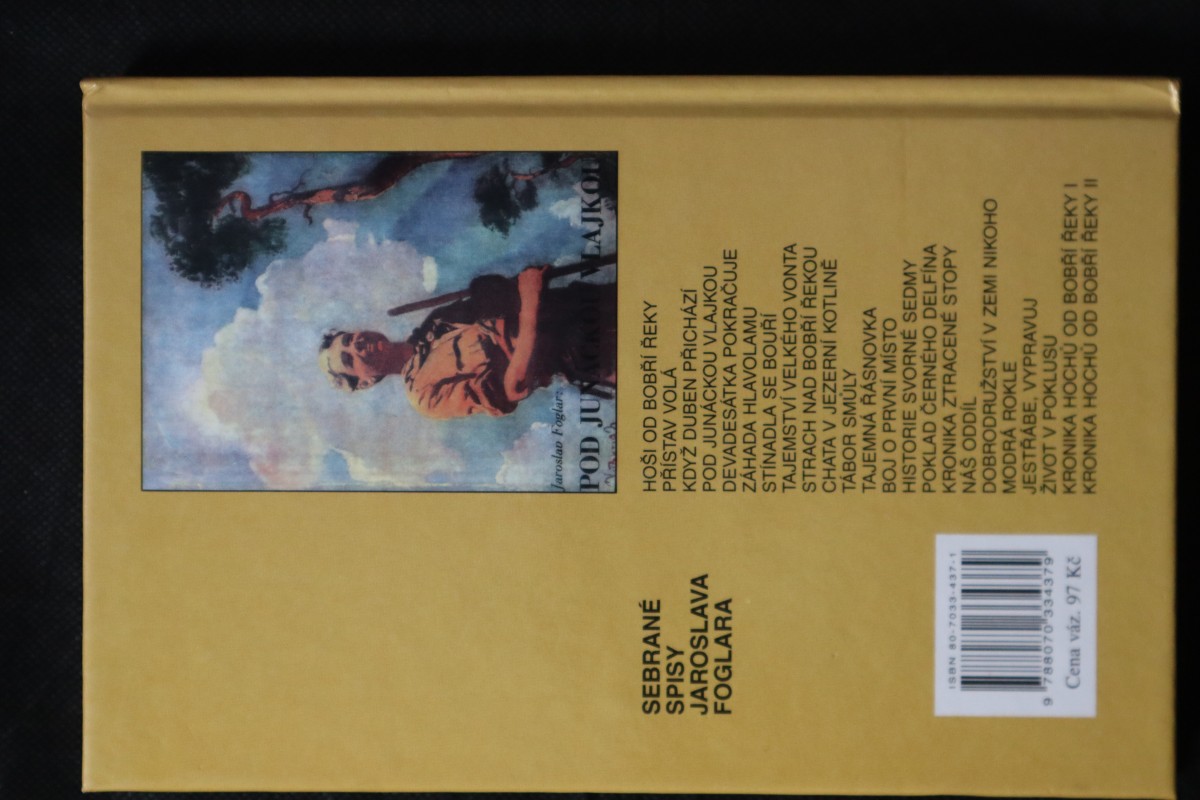 Jaroslav Foglar
POD JUNÁCKOU VLAJKOU
SEBRANÉ
SPISY
JAROSLAVA
FOGLARA
HOŠI OD BOBŘÍ ŘEKY
PŘÍSTAV VOLÁ
KDYŽ DUBEN PŘICHÁZÍ
POD JUNÁCKOU VLAJKOU
DEVADESÁTKA POKRAČUJE
ZÁHADA HLAVOLAMU
STÍNADLA SE BOUŘÍ
TAJEMSTVÍ VELKÉHO VONTA
STRACH NAD BOBŘÍ ŘEKOU
CHATA V JEZERNÍ KOTLINĚ
TÁBOR SMŮLY
TAJEMNÁ ŘÁSNOVKA
BOJ O PRVNÍ MÍSTO
HISTORIE SVORNÉ SEDMY
POKLAD ČERNÉHO DELFÍNA
KRONIKA ZTRACENÉ STOPY
NÁŠ ODDÍL
DOBRODRUŽSTVÍ V ZEMI NIKOHO
MODRÁ ROKLE
JESTŘÁBE, VYPRAVUJ
ŽIVOT V POKLUSU
KRONIKA HOCHŮ OD BOBŘÍ ŘEKY I
KRONIKA HOCHŮ OD BOBŘÍ ŘEKY II
ISBN 80-7033-437-1
9 788070 334379
Cena váz. 97 Kč